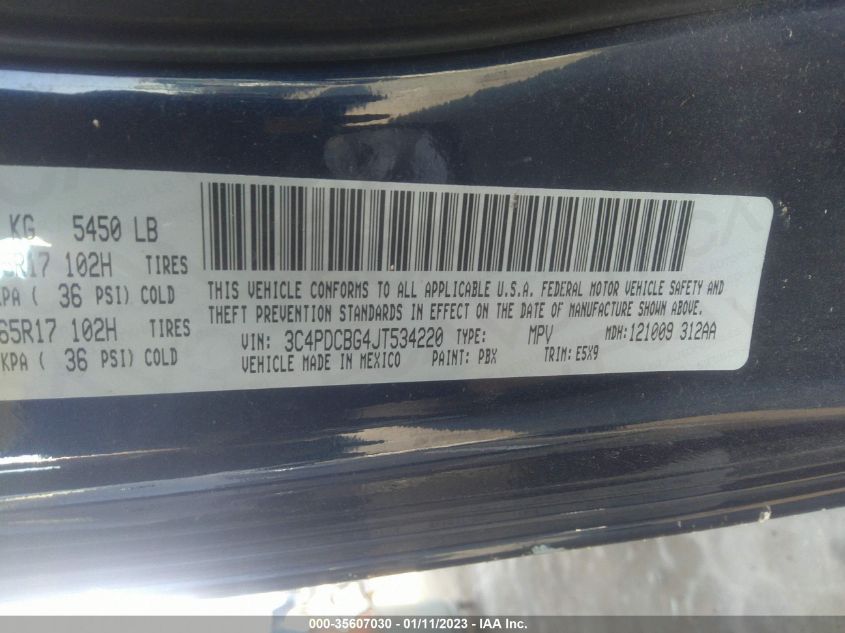 KG 5450 LB
5R17 102H TIRES
KPA ( 36 PSI) COLD
65R17 102H TIRES
KPA ( 36 PSI) COLD
THIS VEHICLE CONFORMS TO ALL APPLICABLE U.S.A. FEDERAL MOTOR VEHICLE SAFETY AND
THEFT PREVENTION STANDARDS IN EFFECT ON THE DATE OF MANUFACTURE SHOWN ABOVE.
VIN: 3C4PDCBG4JT534220 TYPE: MPV MDH: 121009 312AA
VEHICLE MADE IN MEXICO PAINT: PBX TRIM: E5X9
000-35607030 - 01/11/2023 - IAA Inc.